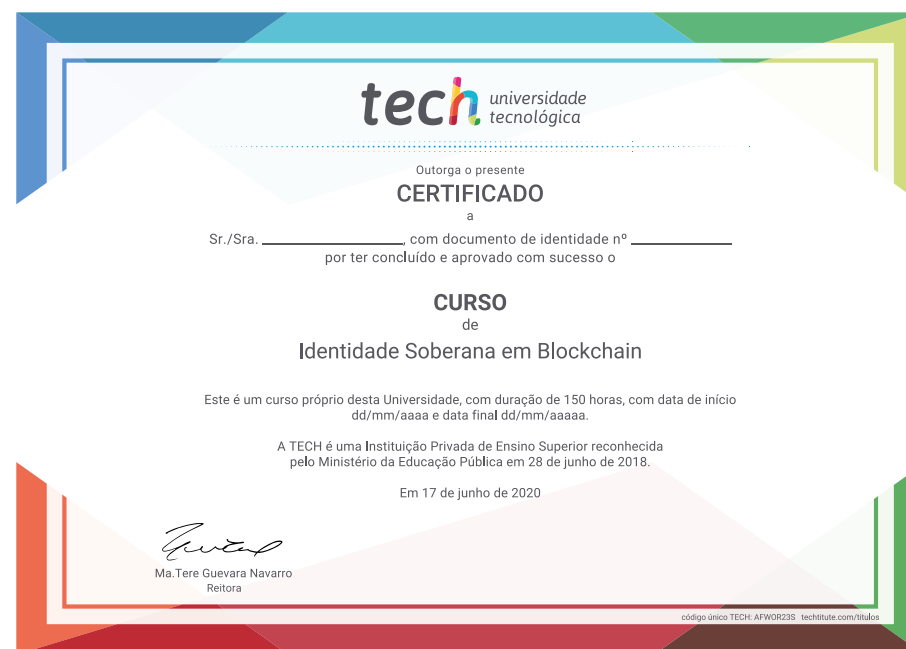 tech universidade
tecnológica
Outorga o presente
CERTIFICADO
a
Sr./Sra. ______________, com documento de identidade nº __________
por ter concluído e aprovado com sucesso o
CURSO
de
Identidade Soberana em Blockchain
Este é um curso próprio desta Universidade, com duração de 150 horas, com data de início
dd/mm/aaaa e data final dd/mm/aaaaa.
A TECH é uma Instituição Privada de Ensino Superior reconhecida
pelo Ministério da Educação Pública em 28 de junho de 2018.
Em 17 de junho de 2020
Ma.Tere Guevara Navarro
Reitora
código único TECH: AFWOR23S techtitute.com/titulos